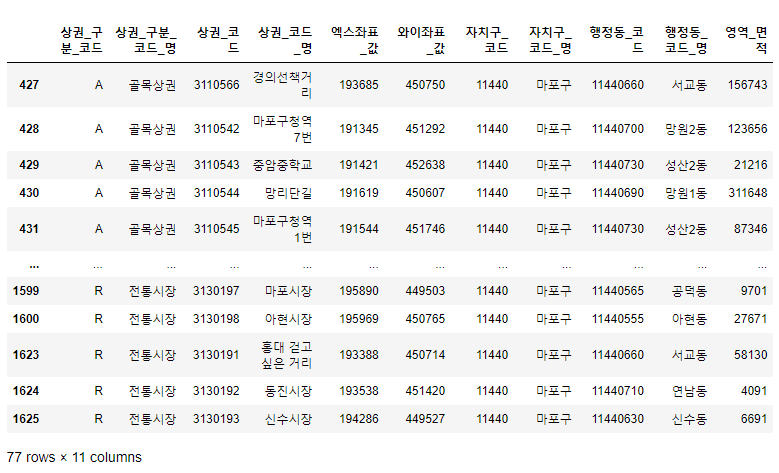 상권_구분_코드 상권_구분_코드_명 상권_코드 상권_코드_명 엑스좌표_값 와이좌표_값 자치구_코드 자치구_코드_명 행정동_코드 행정동_코드_명 영역_면적
427 A 골목상권 3110566 경의선책거리 193685 450750 11440 마포구 11440660 서교동 156743
428 A 골목상권 3110542 마포구청역 7번 191345 451292 11440 마포구 11440700 망원2동 123656
429 A 골목상권 3110543 중암중학교 191421 452638 11440 마포구 11440730 성산2동 21216
430 A 골목상권 3110544 망리단길 191619 450607 11440 마포구 11440690 망원1동 311648
431 A 골목상권 3110545 마포구청역 1번 191544 451746 11440 마포구 11440730 성산2동 87346
... ... ... ... ... ... ... ... ... ... ... ...
1599 R 전통시장 3130197 마포시장 195890 449503 11440 마포구 11440565 공덕동 9701
1600 R 전통시장 3130198 아현시장 195969 450765 11440 마포구 11440555 아현동 27671
1623 R 전통시장 3130191 홍대 걷고 싶은 거리 193388 450714 11440 마포구 11440660 서교동 58130
1624 R 전통시장 3130192 동진시장 193538 451420 11440 마포구 11440710 연남동 4091
1625 R 전통시장 3130193 신수시장 194286 449527 11440 마포구 11440630 신수동 6691
77 rows × 11 columns